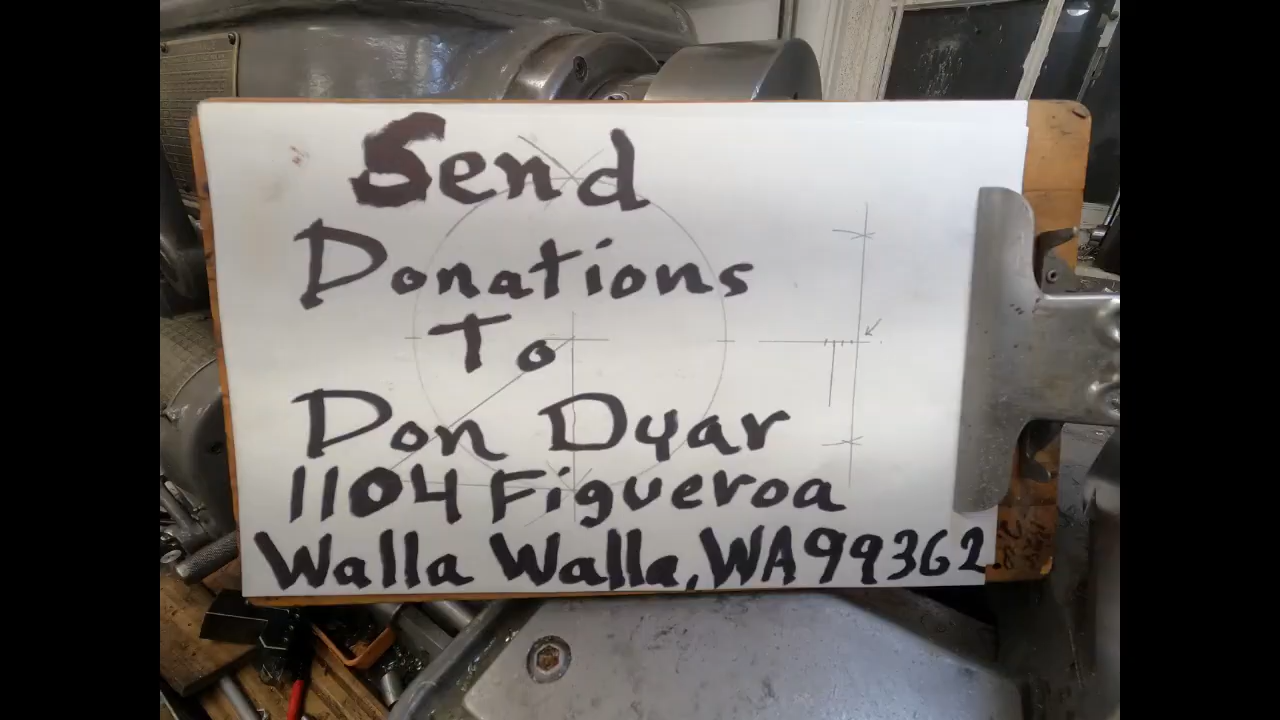 Send
Donations
To
Don Dyar
1104 Figueroa
Walla Walla, WA 99362.